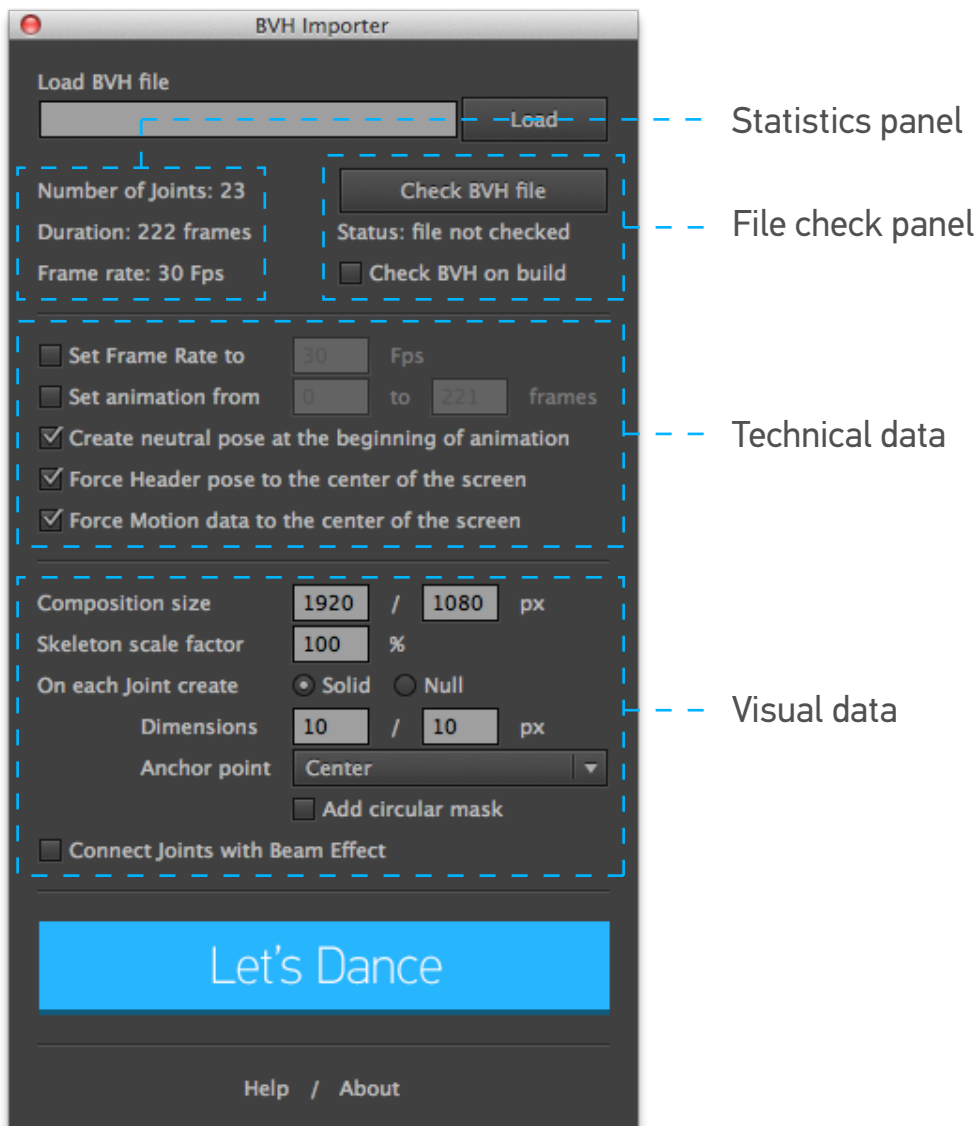 BVH Importer
Load BVH file
Load
Statistics panel
Number of Joints: 23
Duration: 222 frames
Frame rate: 30 Fps
Check BVH file
Status: file not checked
Check BVH on build
File check panel
Set Frame Rate to 30 Fps
Set animation from 0 to 221 frames
Create neutral pose at the beginning of animation
Force Header pose to the center of the screen
Force Motion data to the center of the screen
Technical data
Composition size 1920 / 1080 px
Skeleton scale factor 100 %
On each Joint create Solid Null
Dimensions 10 / 10 px
Anchor point Center
Add circular mask
Connect Joints with Beam Effect
Visual data
Let's Dance
Help / About